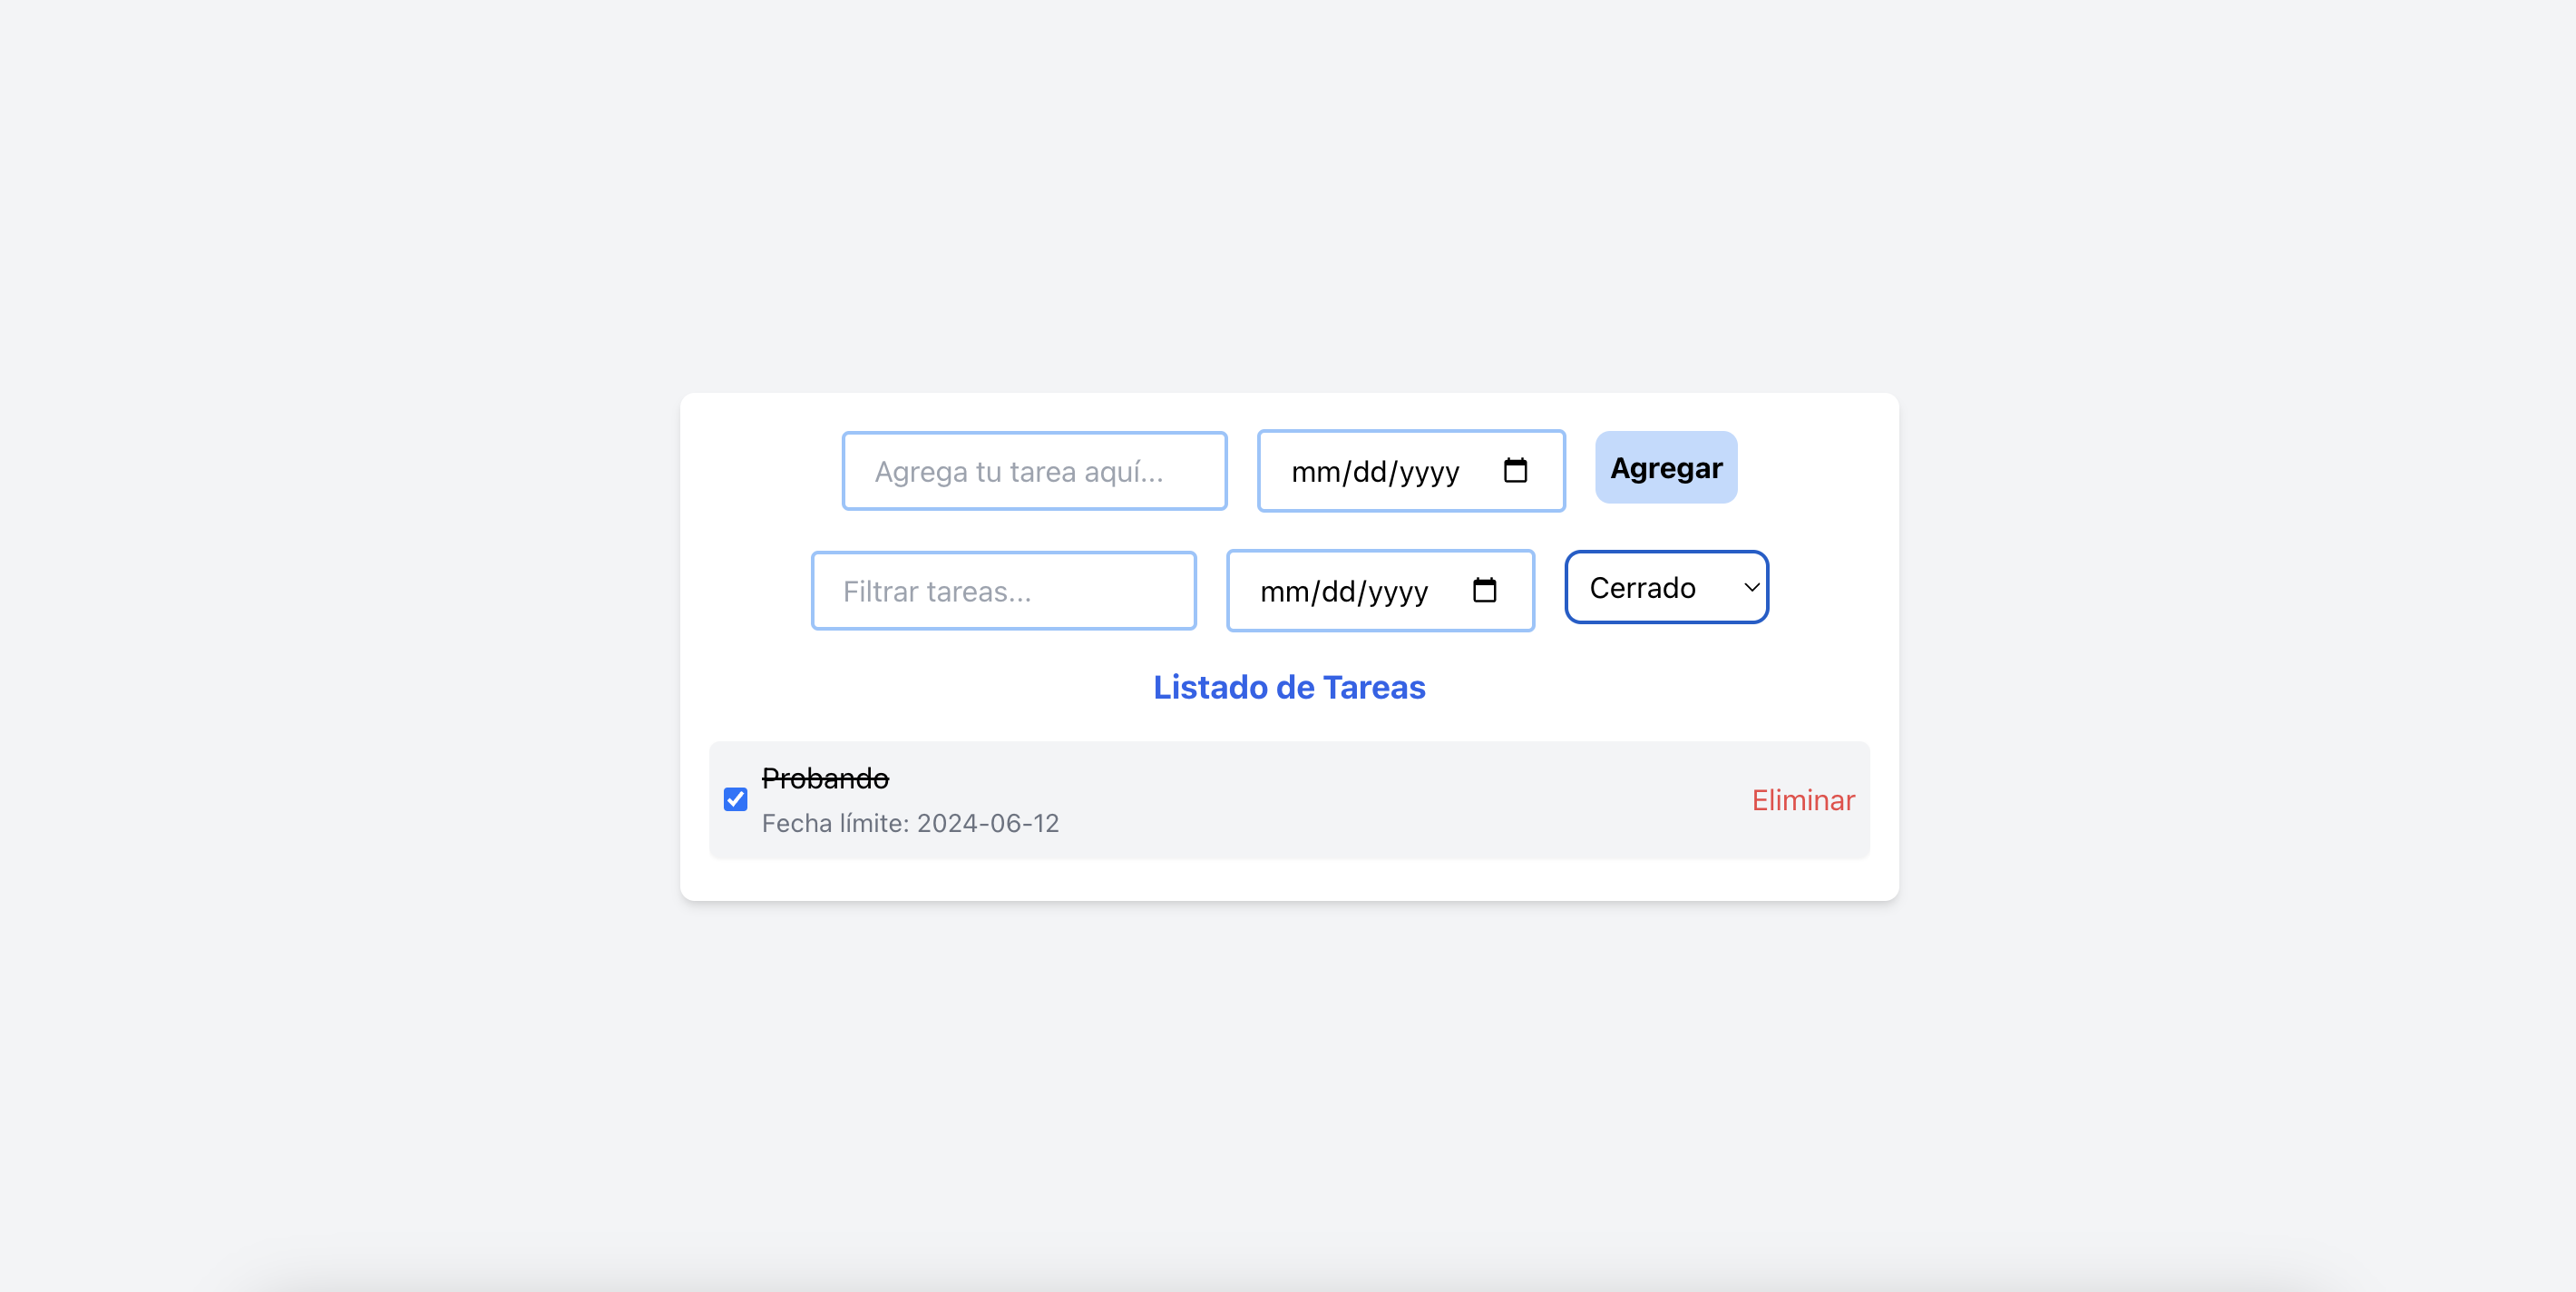 Agrega tu tarea aquí...
mm/dd/yyyy
Agregar
Filtrar tareas...
mm/dd/yyyy
Cerrado
Listado de Tareas
Probando
Fecha límite: 2024-06-12
Eliminar